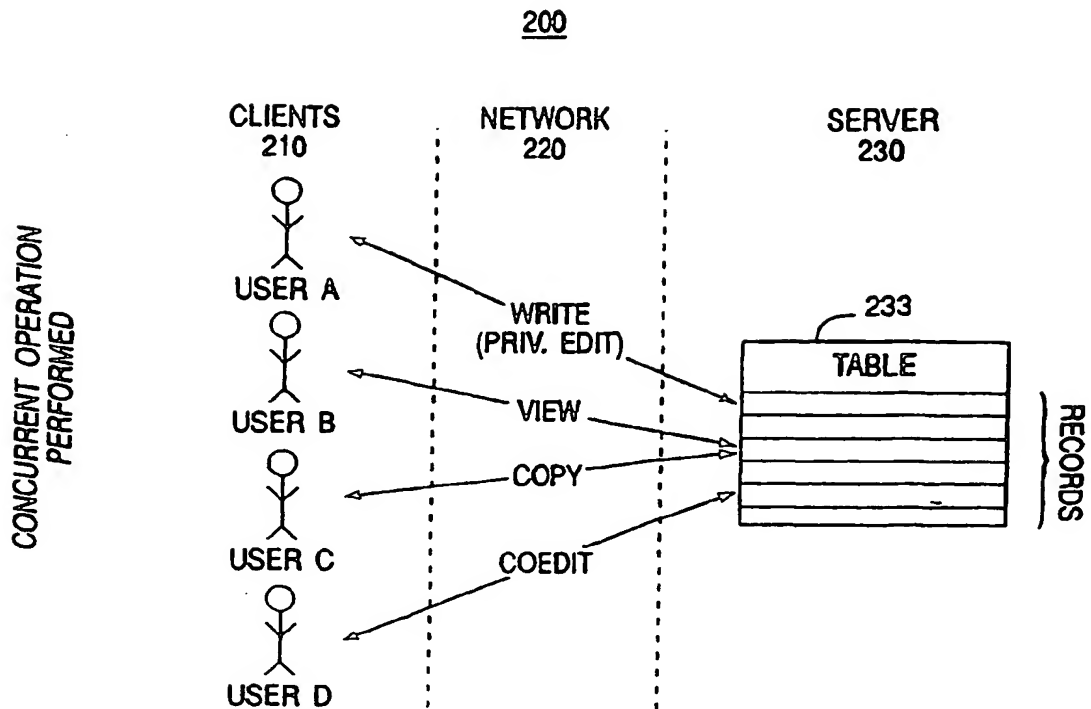 200
CLIENTS
210
NETWORK
220
SERVER
230
CONCURRENT OPERATION
PERFORMED
USER A
USER B
USER C
USER D
WRITE
(PRIV. EDIT)
VIEW
COPY
COEDIT
233
TABLE
RECORDS